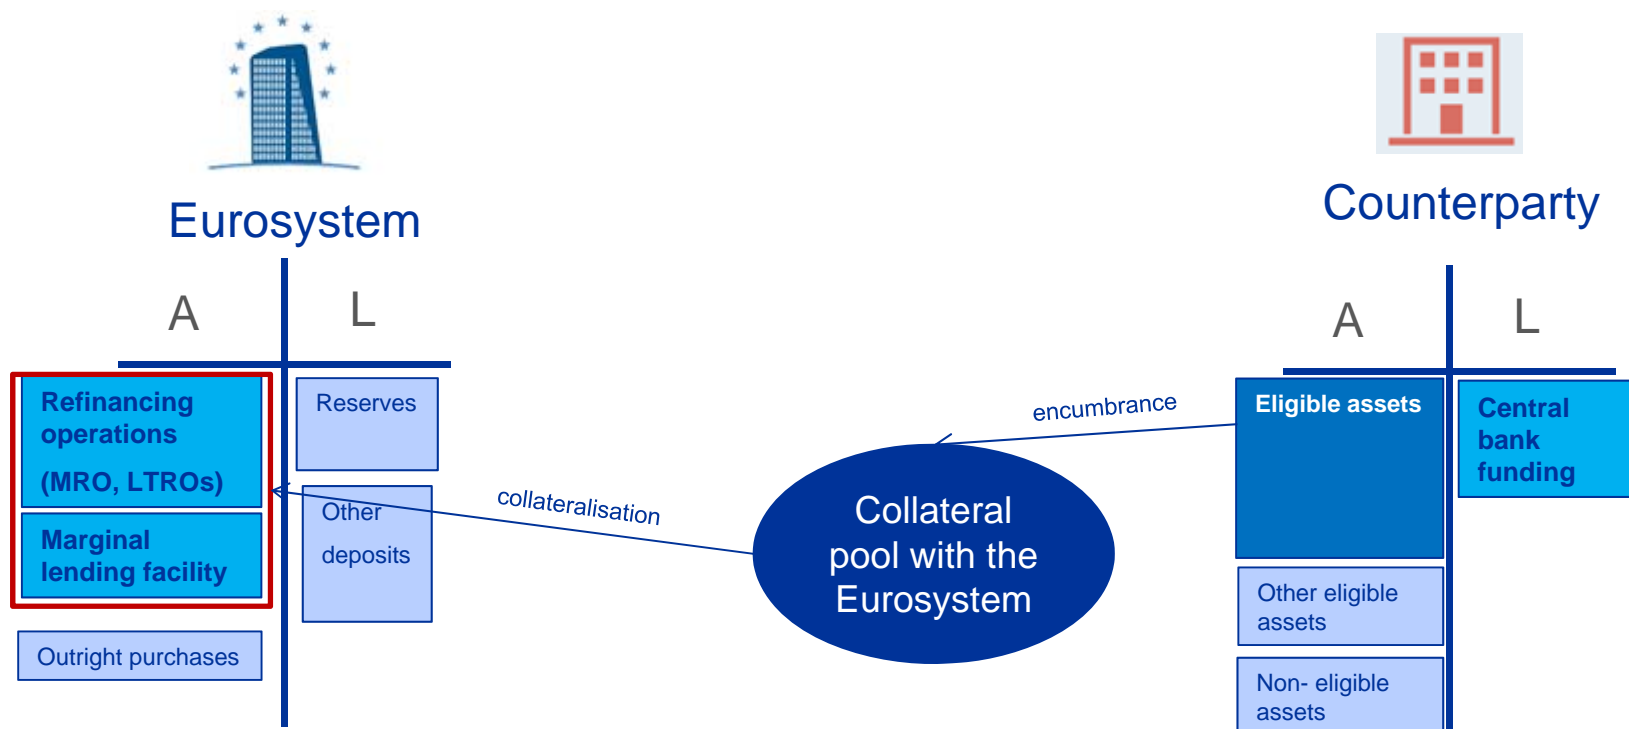 Eurosystem
A
L
Refinancing
operations
(MRO, LTROs)
Marginal
lending facility
Outright purchases
Reserves
Other
deposits
collateralisation
Collateral
pool with the
Eurosystem
encumbrance
Counterparty
A
L
Eligible assets
Other eligible
assets
Non- eligible
assets
Central
bank
funding